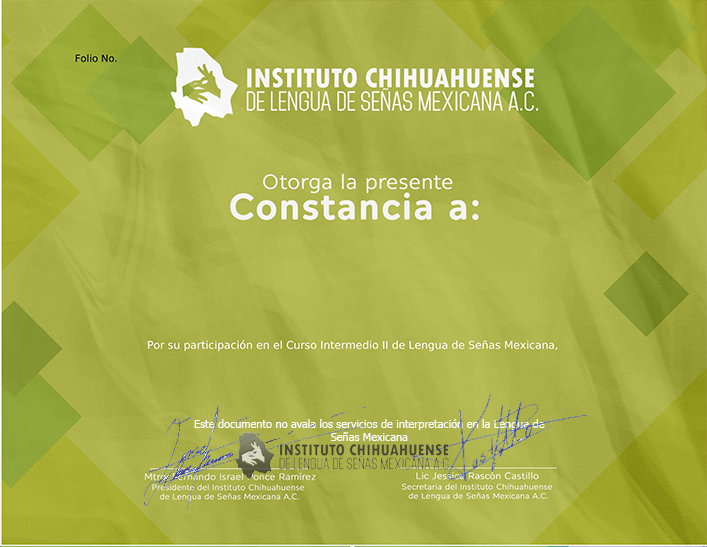 Folio No.
INSTITUTO CHIHUAHUENSE
DE LENGUA DE SEÑAS MEXICANA A.C.
Otorga la presente
Constancia a:
Por su participación en el Curso Intermedio II de Lengua de Señas Mexicana,
Este documento no avala los servicios de interpretación en la Lengua de
Señas Mexicana
INSTITUTO CHIHUAHUENSE
DE LENGUA DE SEÑAS MEXICANA A.C.
Mtro. Fernando Israel Ponce Ramírez
Presidente del Instituto Chihuahuense
de Lengua de Señas Mexicana A.C.
Lic Jessica Rascón Castillo
Secretaria del Instituto Chihuahuense
de Lengua de Señas Mexicana A.C.